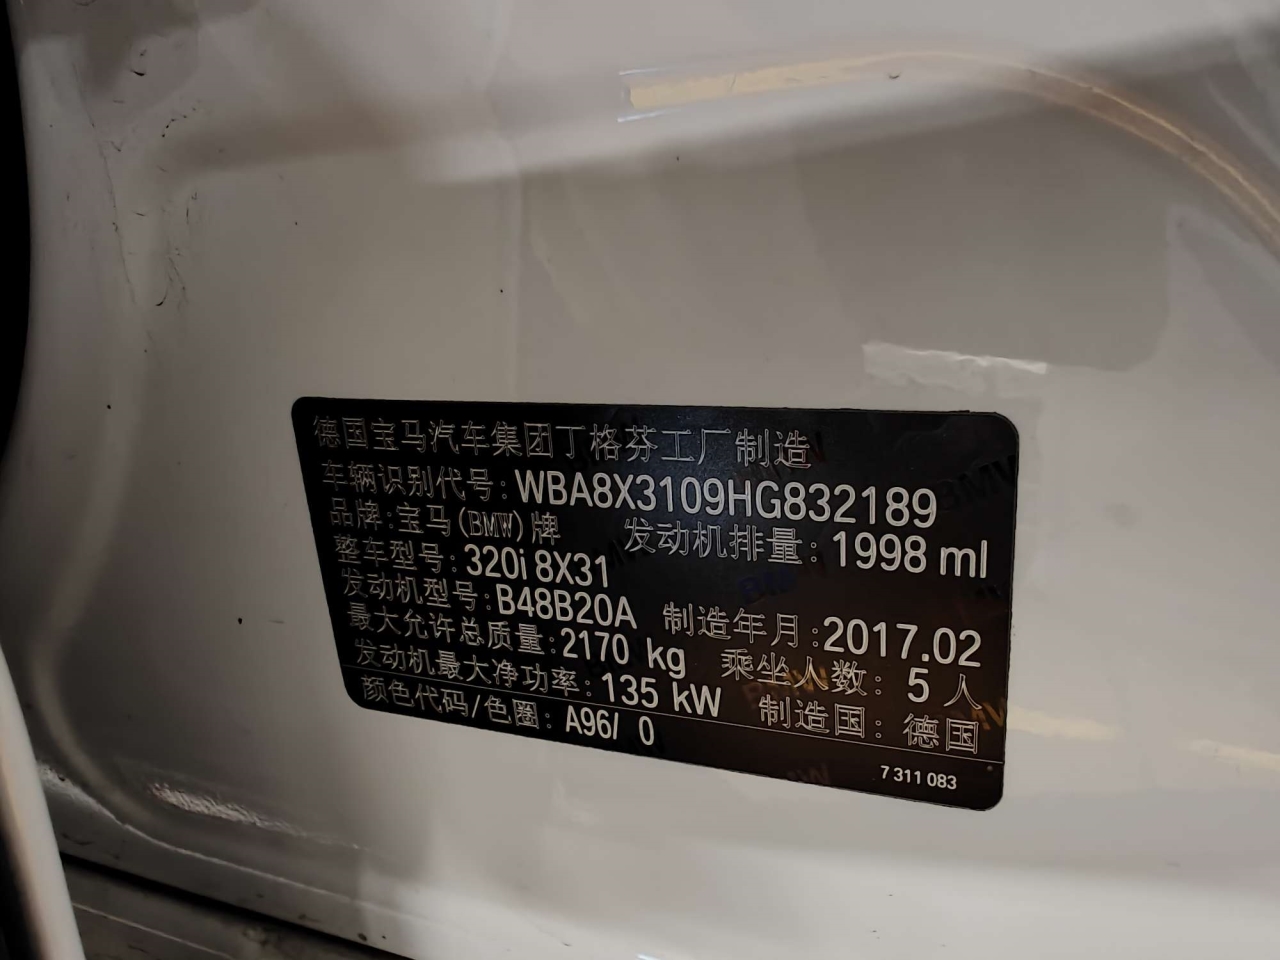 德国宝马汽车集团丁格芬工厂制造
车辆识别代号:WBA8X3109HG832189
品牌:宝马(BMW)牌 发动机排量:1998 ml
整车型号:320i 8X31
发动机型号:B48B20A 制造年月:2017.02
最大允许总质量:2170 kg 乘坐人数:5 人
发动机最大净功率:135 kW 制造国:德国
颜色代码/色圈:A96/ 0
7 311 083